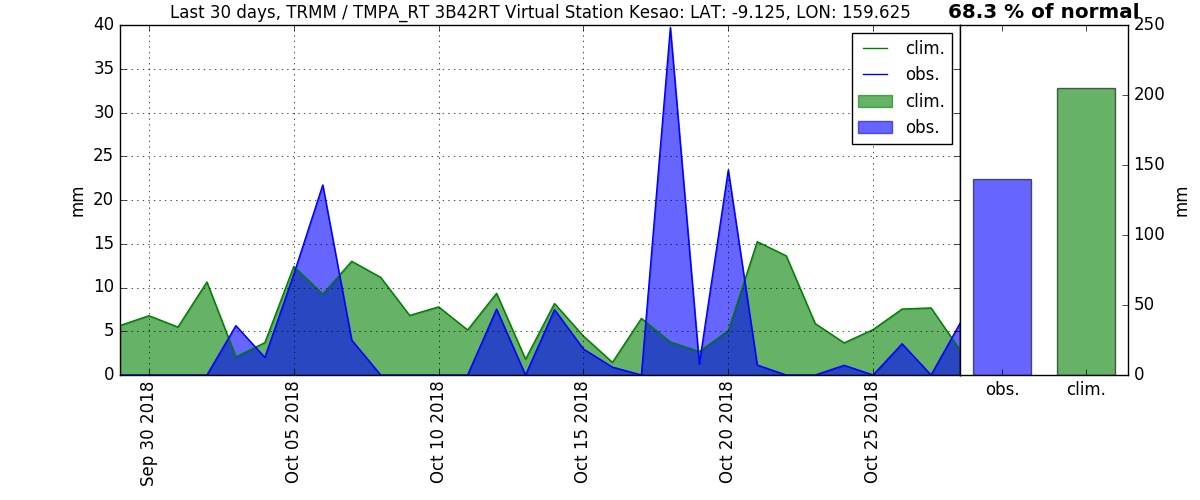 Last 30 days, TRMM / TMPA_RT 3B42RT Virtual Station Kesao: LAT: -9.125, LON: 159.625
68.3 % of normal
40
35
30
25
20
15
10
5
0
mm
clim.
obs.
clim.
obs.
Sep 30 2018
Oct 05 2018
Oct 10 2018
Oct 15 2018
Oct 20 2018
Oct 25 2018
250
200
150
100
50
0
mm
obs.
clim.